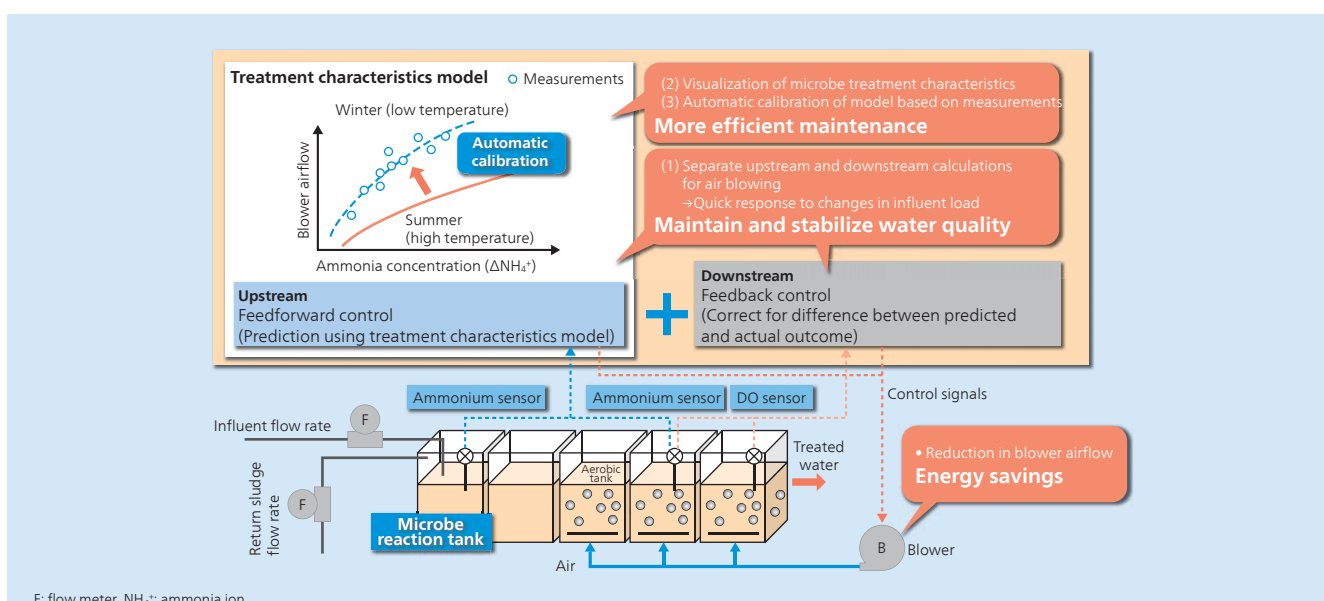 Treatment characteristics model
Measurements
Winter (low temperature)
Automatic
calibration
Blower airflow
Summer
(high temperature)
Ammonia concentration (ΔNH₄⁺)
(2) Visualization of microbe treatment characteristics
(3) Automatic calibration of model based on measurements
More efficient maintenance
(1) Separate upstream and downstream calculations
for air blowing
→Quick response to changes in influent load
Maintain and stabilize water quality
Upstream
Feedforward control
(Prediction using treatment characteristics model)
Downstream
Feedback control
(Correct for difference between predicted
and actual outcome)
Ammonium sensor
Ammonium sensor
DO sensor
Control signals
Influent flow rate
F
Return sludge
flow rate
F
Aerobic
tank
Treated
water
Microbe
reaction tank
Air
• Reduction in blower airflow
Energy savings
B
Blower
F: flow meter, NH₄⁺: ammonia ion